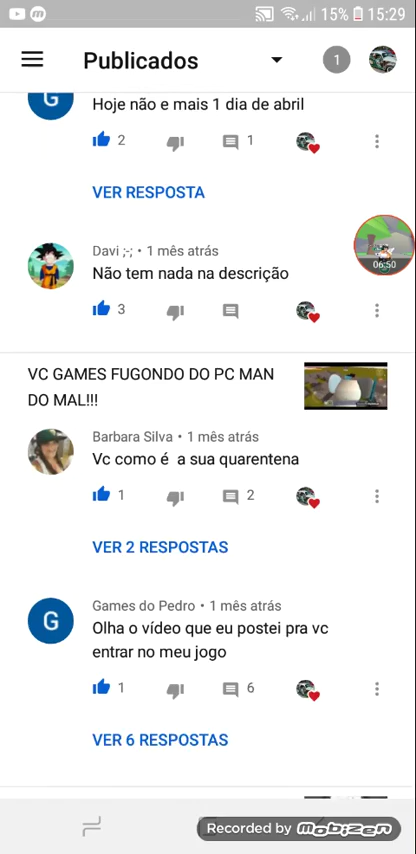 15% 15:29
Publicados
1
G
Hoje não e mais 1 dia de abril
2
1
VER RESPOSTA
Davi ;-; • 1 mês atrás
06:50
Não tem nada na descrição
3
VC GAMES FUGONDO DO PC MAN
DO MAL!!!
Barbara Silva • 1 mês atrás
Vc como é a sua quarentena
1
2
VER 2 RESPOSTAS
G
Games do Pedro • 1 mês atrás
Olha o vídeo que eu postei pra vc
entrar no meu jogo
1
6
VER 6 RESPOSTAS
Recorded by MOBIZEN